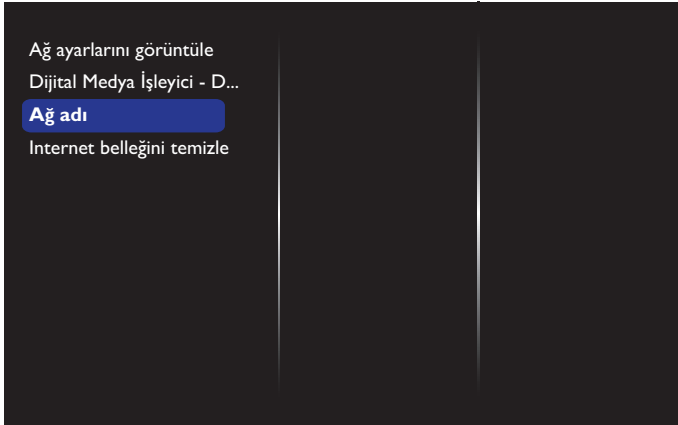 Ağ ayarlarını görüntüle
Dijital Medya İşleyici - D...
Ağ adı
Internet belleğini temizle